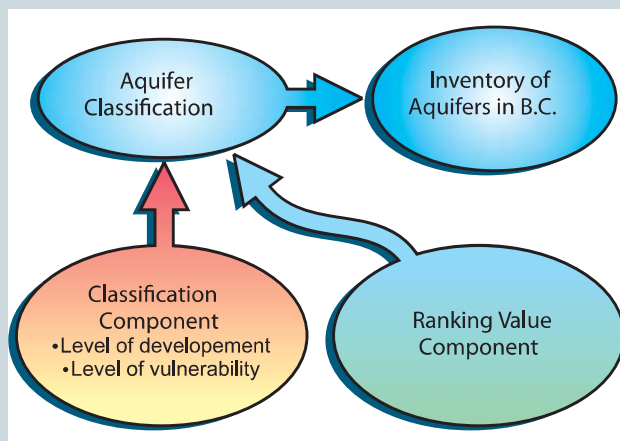 Aquifer
Classification
Inventory of
Aquifers in B.C.
Classification
Component
•Level of developement
•Level of vulnerability
Ranking Value
Component